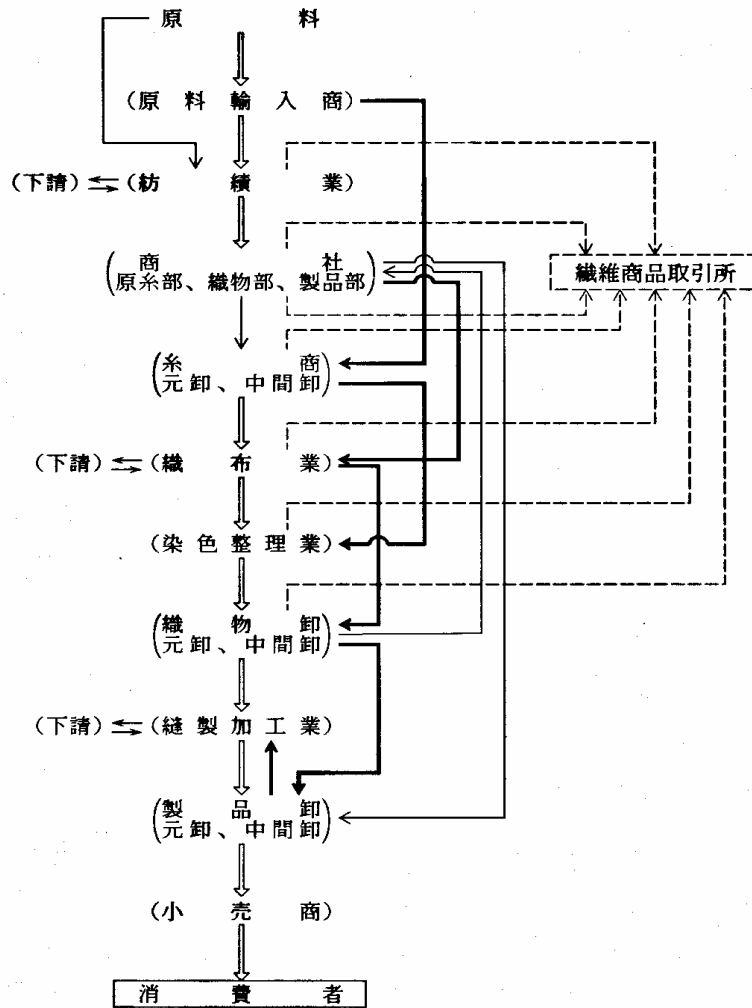 原料
(原料輸入商)
(下請) (紡績業)
(商社
原糸部、織物部、製品部)
繊維商品取引所
(糸商
元卸、中間卸)
(下請) (織布業)
(染色整理業)
(織物卸
元卸、中間卸)
(下請) (縫製加工業)
(製品卸
元卸、中間卸)
(小売商)
消費者